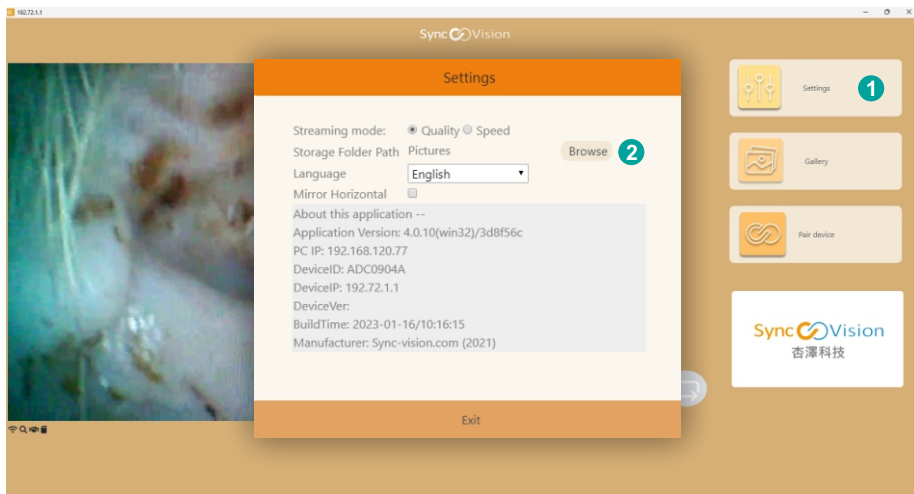 192.72.1.1
Sync Vision
Settings
Streaming mode: Quality Speed
Storage Folder Path Pictures Browse 2
Language English
Mirror Horizontal
About this application --
Application Version: 4.0.10(win32)/3d8f56c
PC IP: 192.168.120.77
DeviceID: ADC0904A
DeviceIP: 192.72.1.1
DeviceVer:
BuildTime: 2023-01-16/10:16:15
Manufacturer: Sync-vision.com (2021)
Exit
Settings 1
Gallery
Pair device
Sync Vision
杏澤科技